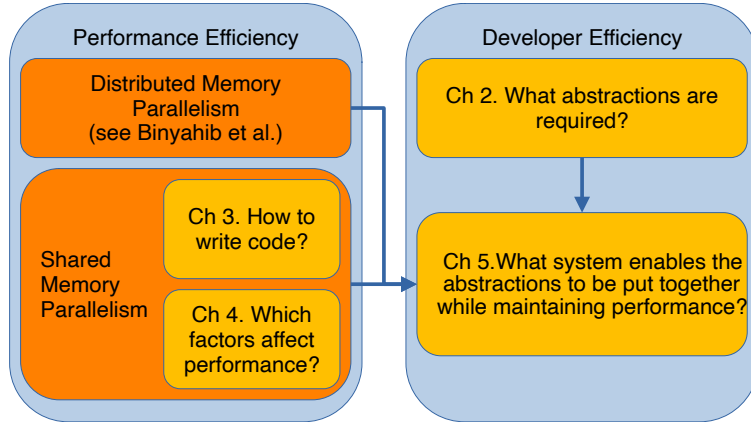 Performance Efficiency
Distributed Memory
Parallelism
(see Binyahib et al.)
Shared
Memory
Parallelism
Ch 3. How to
write code?
Ch 4. Which
factors affect
performance?
Developer Efficiency
Ch 2. What abstractions are
required?
Ch 5.What system enables the
abstractions to be put together
while maintaining performance?